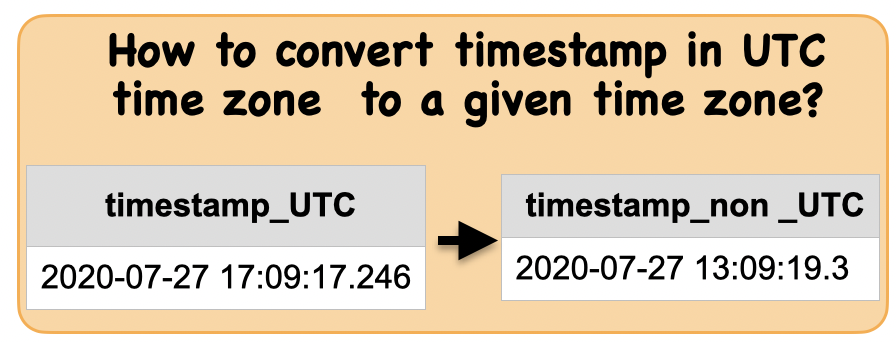 How to convert timestamp in UTC
time zone to a given time zone?
timestamp_UTC
timestamp_non _UTC
2020-07-27 17:09:17.246
2020-07-27 13:09:19.3